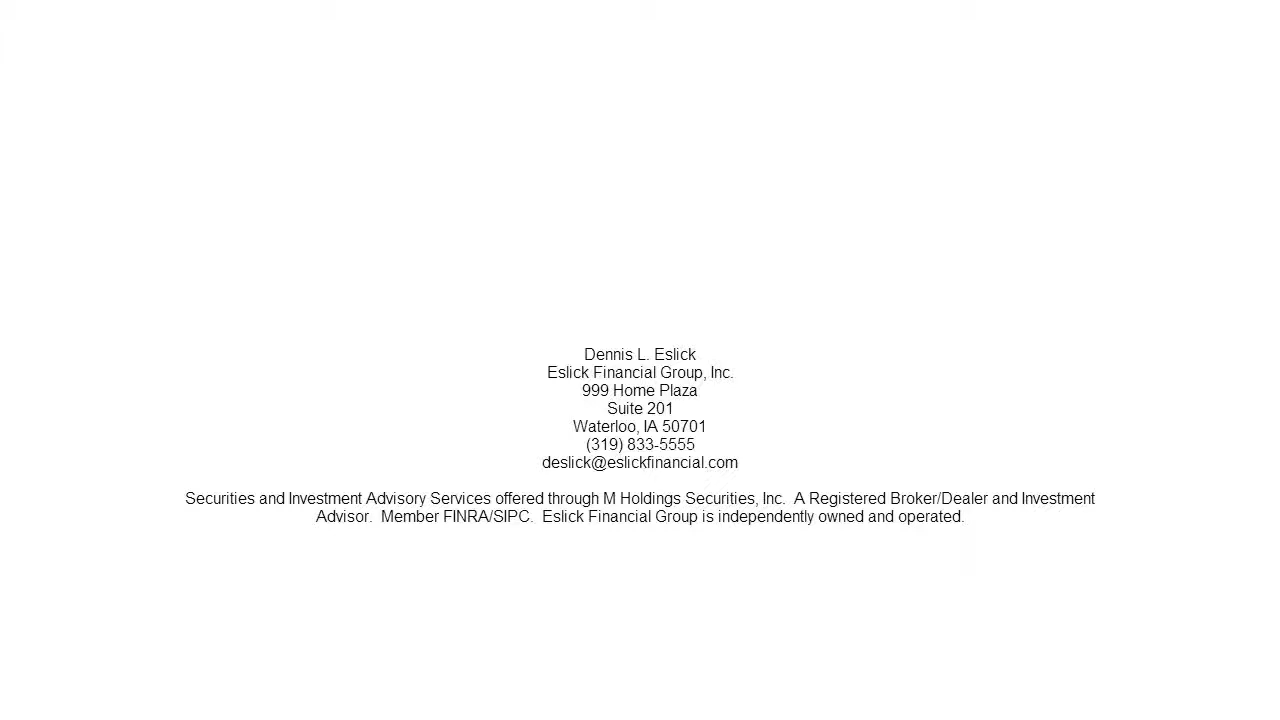 Dennis L. Eslick
Eslick Financial Group, Inc.
999 Home Plaza
Suite 201
Waterloo, IA 50701
(319) 833-5555
deslick@eslickfinancial.com
Securities and Investment Advisory Services offered through M Holdings Securities, Inc.  A Registered Broker/Dealer and Investment
Advisor.  Member FINRA/SIPC.  Eslick Financial Group is independently owned and operated.